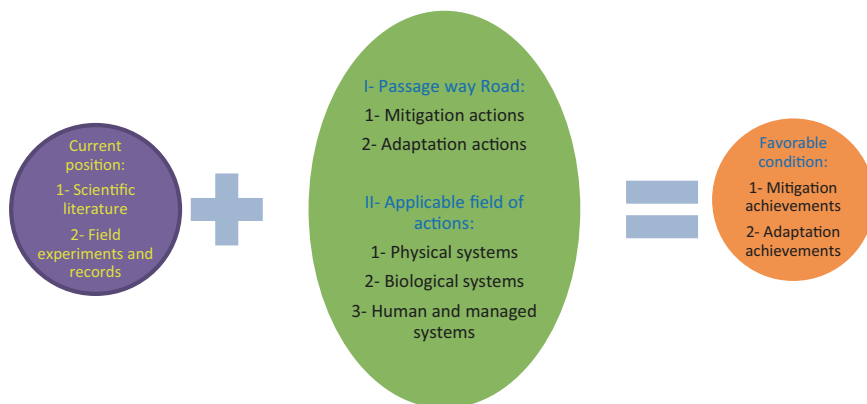 Current
position:
1- Scientific
literature
2- Field
experiments and
records
I- Passage way Road:
1- Mitigation actions
2- Adaptation actions
II- Applicable field of
actions:
1- Physical systems
2- Biological systems
3- Human and managed
systems
Favorable
condition:
1- Mitigation
achievements
2- Adaptation
achievements